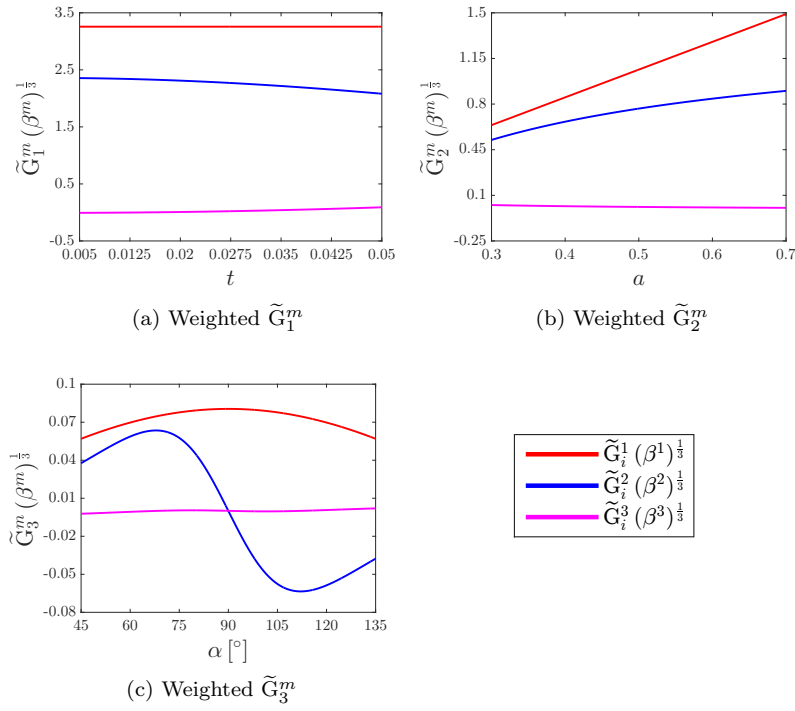 3.5
2.5
1.5
0.5
-0.5
0.005 0.0125 0.02 0.0275 0.035 0.0425 0.05
t
G̃₁ᵐ (βᵐ)^{1/3}
(a) Weighted G̃₁ᵐ
1.5
1.15
0.8
0.45
0.1
-0.25
0.3 0.4 0.5 0.6 0.7
a
G̃₂ᵐ (βᵐ)^{1/3}
(b) Weighted G̃₂ᵐ
0.1
0.07
0.04
0.01
-0.02
-0.05
-0.08
45 60 75 90 105 120 135
α [°]
G̃₃ᵐ (βᵐ)^{1/3}
(c) Weighted G̃₃ᵐ
G̃ᵢ¹ (β¹)^{1/3}
G̃ᵢ² (β²)^{1/3}
G̃ᵢ³ (β³)^{1/3}